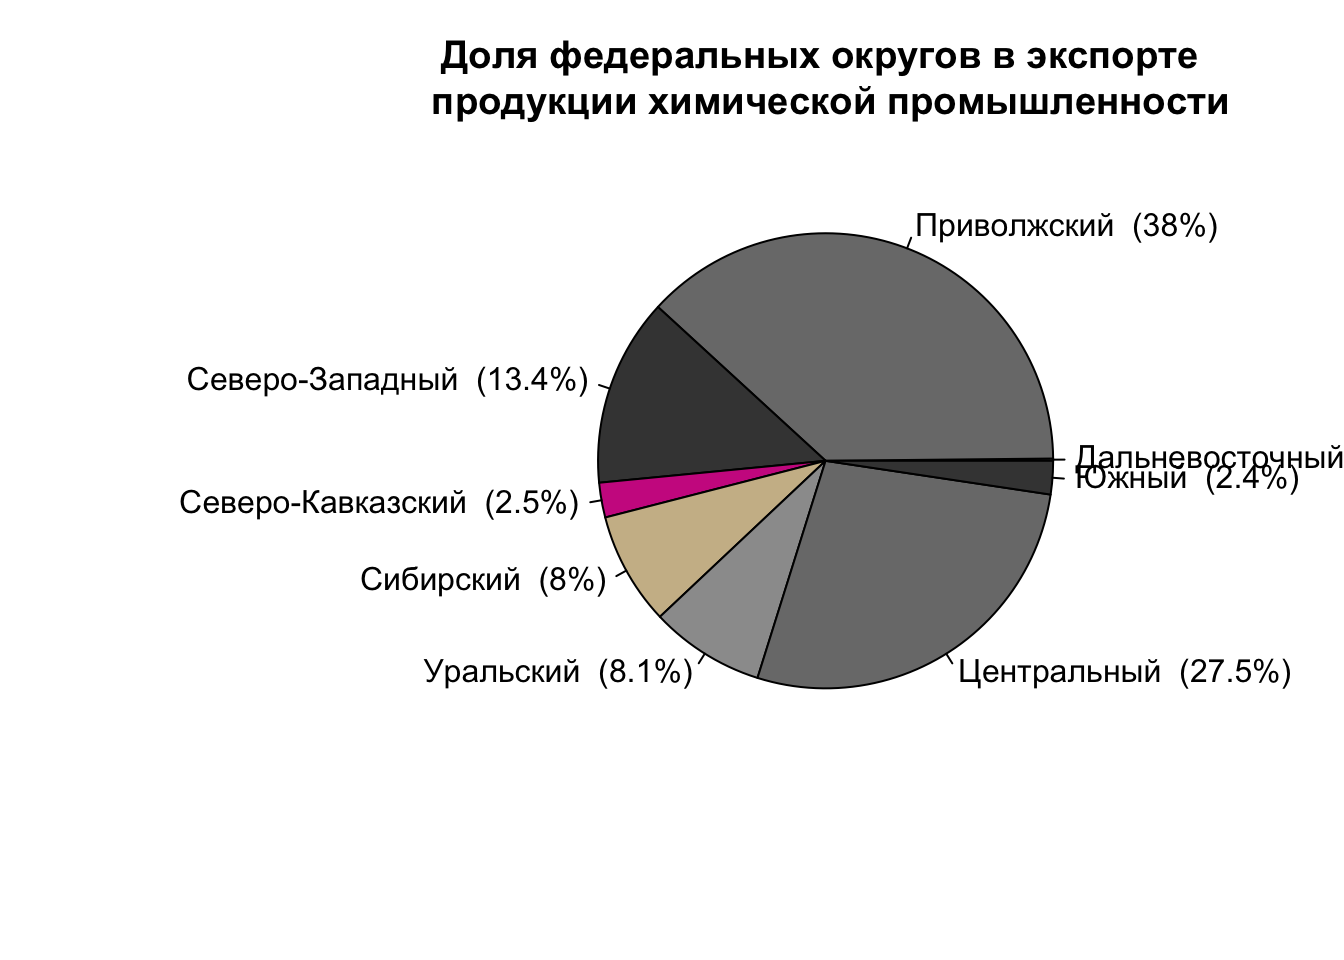 Доля федеральных округов в экспорте
продукции химической промышленности
Приволжский (38%)
Северо-Западный (13.4%)
Дальневосточный
Южный (2.4%)
Северо-Кавказский (2.5%)
Сибирский (8%)
Уральский (8.1%)
Центральный (27.5%)